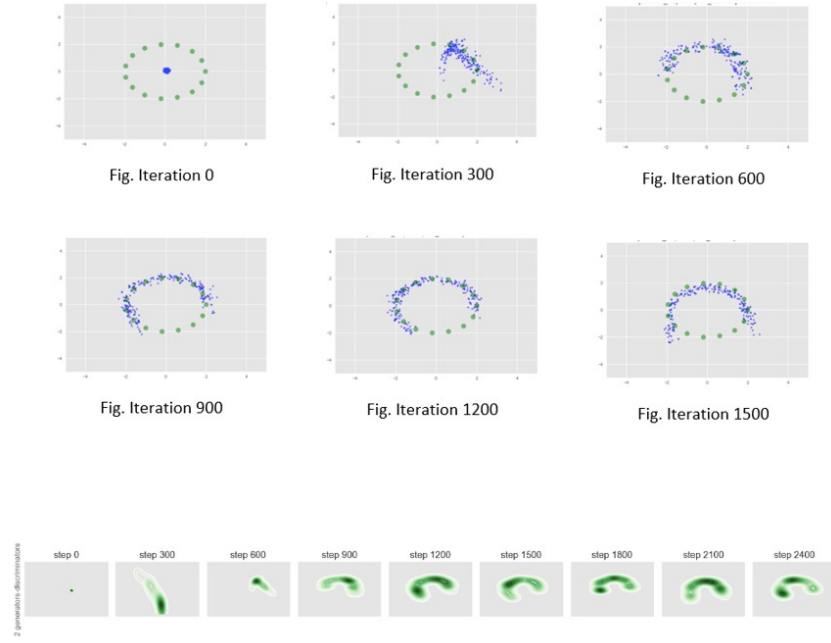 Fig. Iteration 0
Fig. Iteration 300
Fig. Iteration 600
Fig. Iteration 900
Fig. Iteration 1200
Fig. Iteration 1500
step 0 step 300 step 600 step 900 step 1200 step 1500 step 1800 step 2100 step 2400
2 generators discriminators